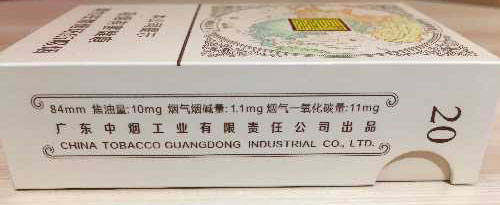 84mm 焦油量:10mg 烟气烟碱量:1.1mg 烟气一氧化碳量:11mg
广东中烟工业有限责任公司出品
CHINA TOBACCO GUANGDONG INDUSTRIAL CO., LTD.
20